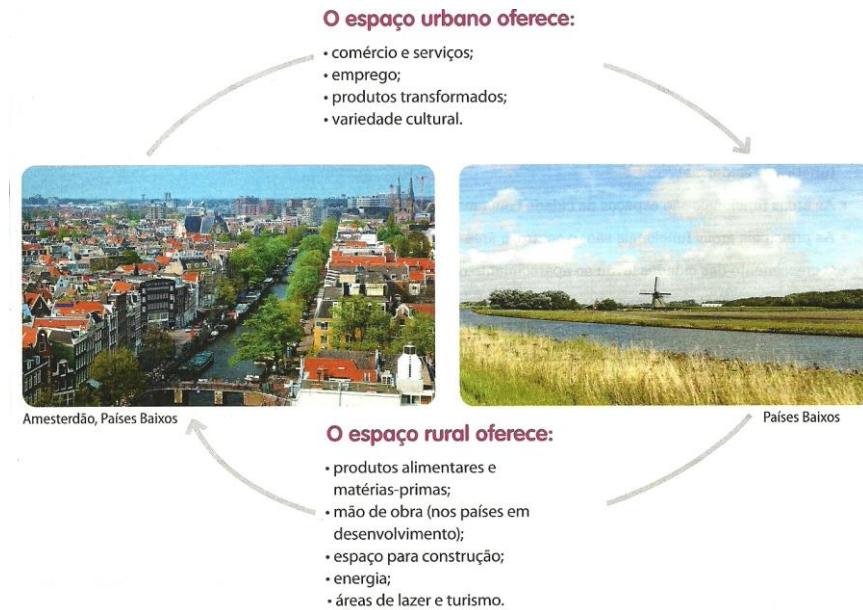 O espaço urbano oferece:
• comércio e serviços;
• emprego;
• produtos transformados;
• variedade cultural.
Amesterdão, Países Baixos
Países Baixos
O espaço rural oferece:
• produtos alimentares e
matérias-primas;
• mão de obra (nos países em
desenvolvimento);
• espaço para construção;
• energia;
• áreas de lazer e turismo.